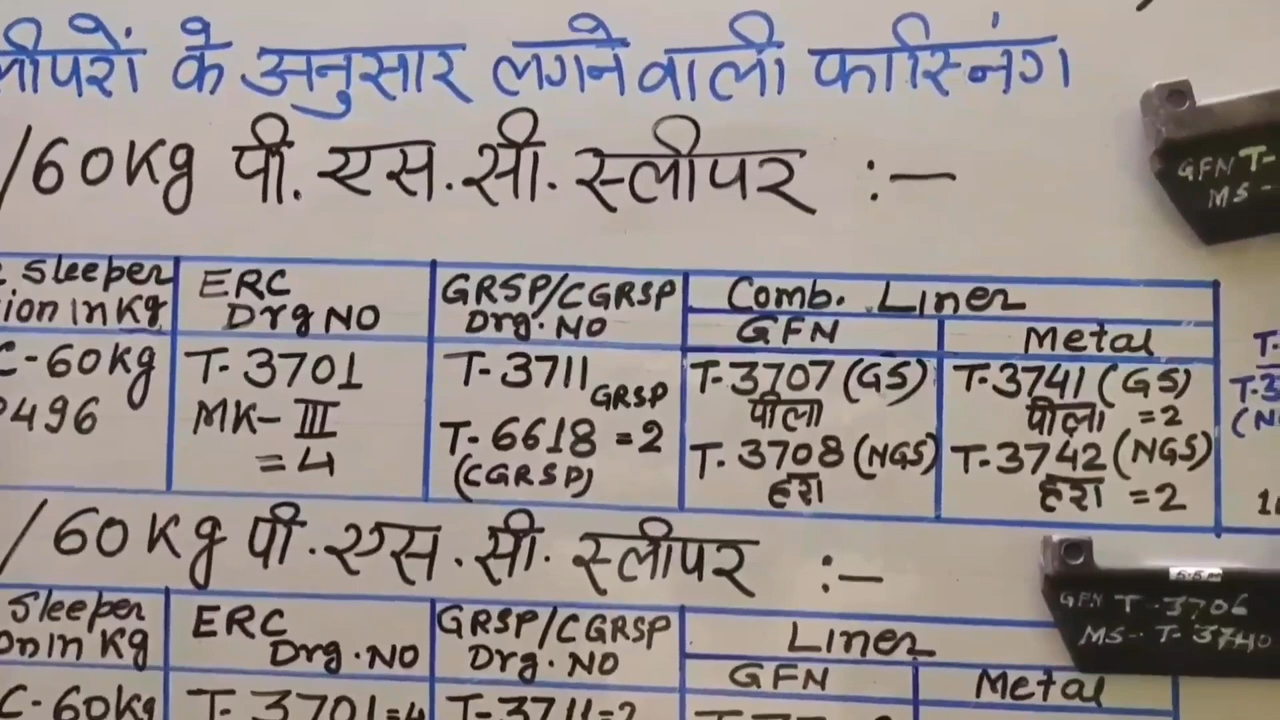 लीपरों के अनुसार लगने वाली फास्निंग
/60Kg पी. एस. सी. स्लीपर :-
GFN T-
MS-
Sleeper
ion In Kg
ERC
Drg NO
GRSP/CGRSP
Drg. NO
Comb. Liner
GFN
Metal
C-60kg
496
T-3701
MK-III
=4
T-3711 GRSP
T-6618 =2
(CGRSP)
T-3707 (GS)
पीला
T-3708 (NGS)
हरा
T-3741 (GS)
पीला =2
T-3742 (NGS)
हरा =2
/60Kg पी. एस. सी. स्लीपर :-
GFN T-3706
MS-T-3740
Sleeper
on In Kg
ERC
Drg. NO
GRSP/CGRSP
Drg. NO
Liner
GFN
Metal
C-60kg
T-3701=4
T-3711=2